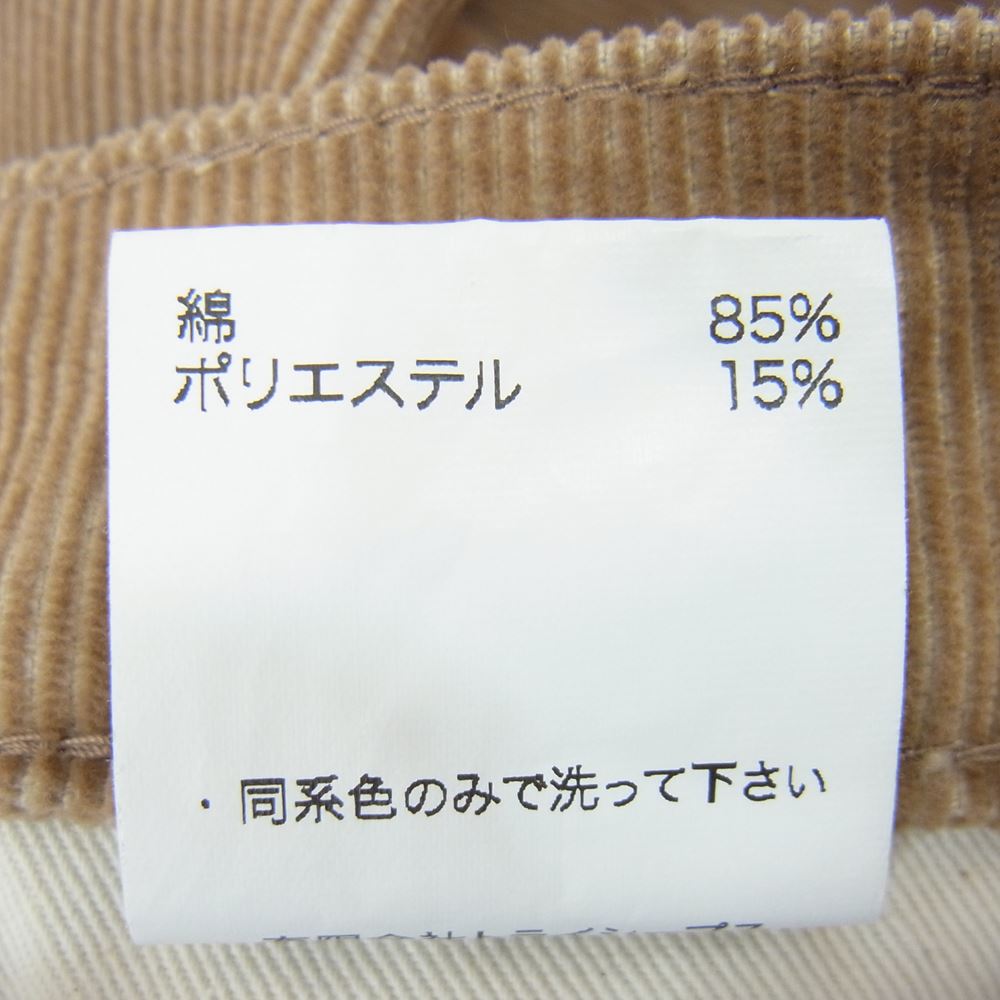 綿 85%
ポリエステル 15%
・同系色のみで洗って下さい